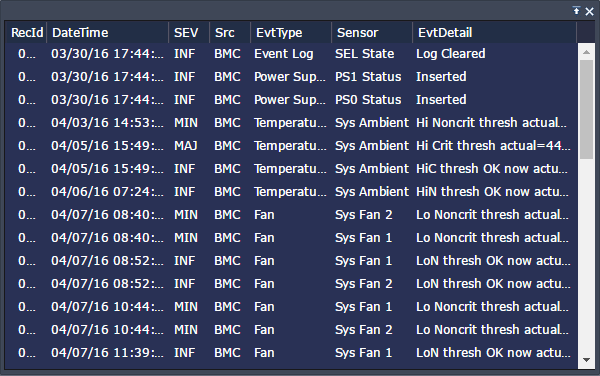 RecId DateTime SEV Src EvtType Sensor EvtDetail
0... 03/30/16 17:44:... INF BMC Event Log SEL State Log Cleared
0... 03/30/16 17:44:... INF BMC Power Sup... PS1 Status Inserted
0... 03/30/16 17:44:... INF BMC Power Sup... PS0 Status Inserted
0... 04/03/16 14:53:... MIN BMC Temperatu... Sys Ambient Hi Noncrit thresh actual...
0... 04/05/16 15:49:... MAJ BMC Temperatu... Sys Ambient Hi Crit thresh actual=44...
0... 04/05/16 15:49:... INF BMC Temperatu... Sys Ambient HiC thresh OK now actu...
0... 04/06/16 07:24:... INF BMC Temperatu... Sys Ambient HiN thresh OK now actu...
0... 04/07/16 08:40:... MIN BMC Fan Sys Fan 2 Lo Noncrit thresh actual...
0... 04/07/16 08:40:... MIN BMC Fan Sys Fan 1 Lo Noncrit thresh actual...
0... 04/07/16 08:52:... INF BMC Fan Sys Fan 1 LoN thresh OK now actu...
0... 04/07/16 08:52:... INF BMC Fan Sys Fan 2 LoN thresh OK now actu...
0... 04/07/16 10:44:... MIN BMC Fan Sys Fan 1 Lo Noncrit thresh actual...
0... 04/07/16 10:44:... MIN BMC Fan Sys Fan 2 Lo Noncrit thresh actual...
0... 04/07/16 11:39:... INF BMC Fan Sys Fan 1 LoN thresh OK now actu...